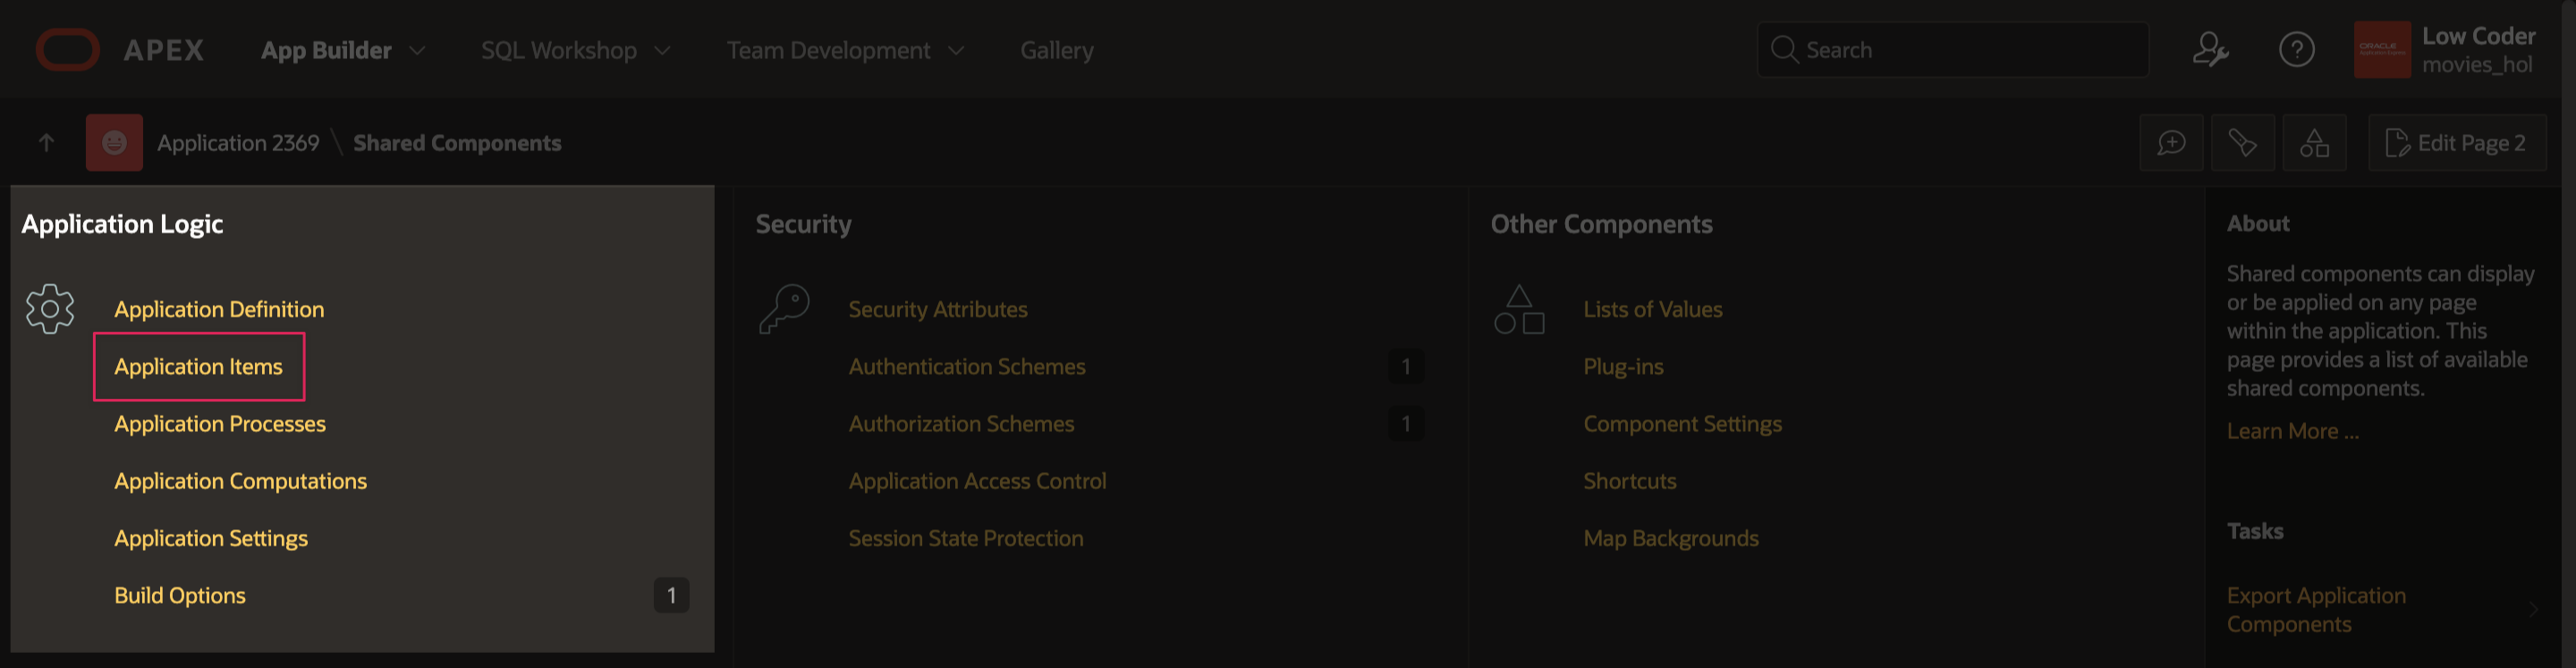 APEX
App Builder
SQL Workshop
Team Development
Gallery
Search
Low Coder
movies_hol
Application 2369 \ Shared Components
Edit Page 2
Application Logic
Application Definition
Application Items
Application Processes
Application Computations
Application Settings
Build Options 1
Security
Security Attributes
Authentication Schemes 1
Authorization Schemes 1
Application Access Control
Session State Protection
Other Components
Lists of Values
Plug-ins
Component Settings
Shortcuts
Map Backgrounds
About
Shared components can display
or be applied on any page
within the application. This
page provides a list of available
shared components.
Learn More ...
Tasks
Export Application
Components